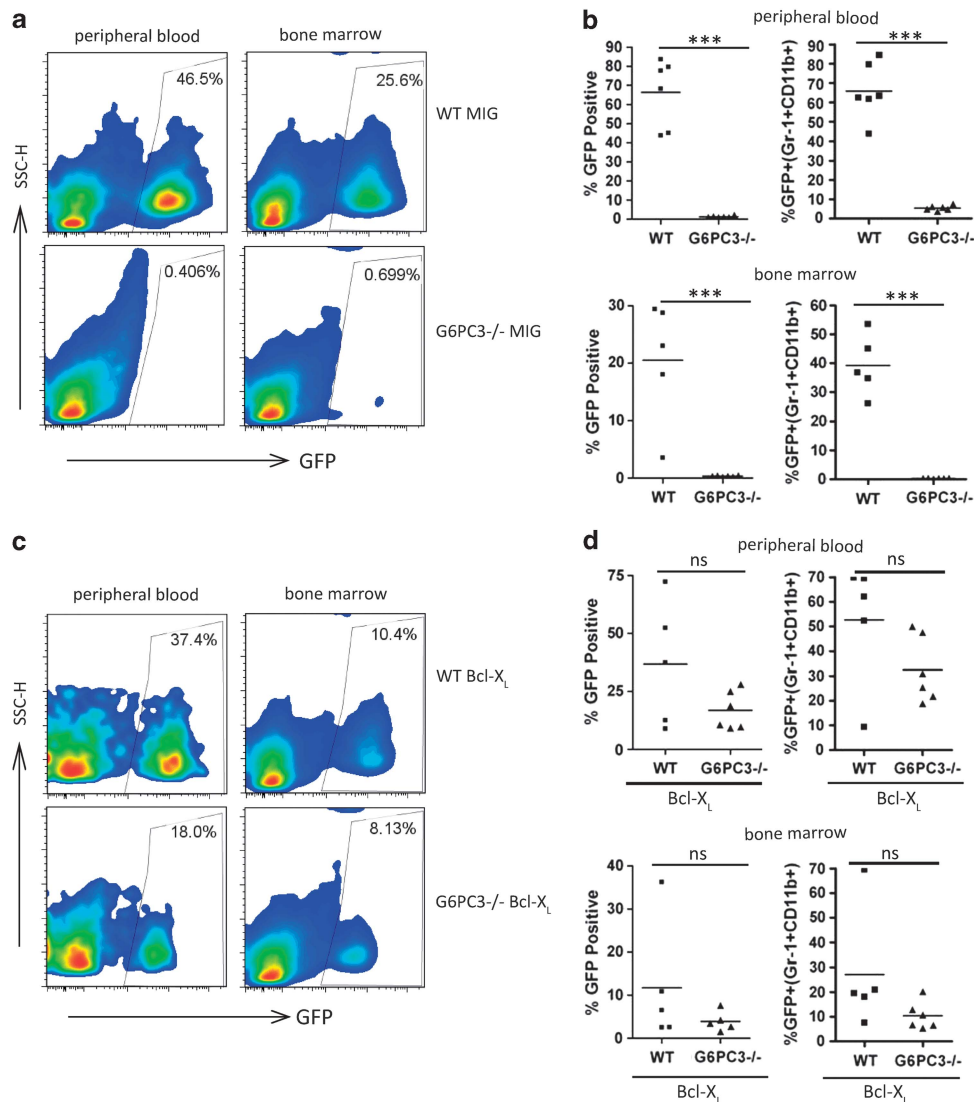 a
peripheral blood
bone marrow
46.5%
25.6%
WT MIG
SSC-H
0.406%
0.699%
G6PC3-/- MIG
GFP
b
peripheral blood
***
***
% GFP Positive
90
80
70
60
50
40
30
20
10
0
WT
G6PC3-/-
%GFP+(Gr-1+CD11b+)
100
90
80
70
60
50
40
30
20
10
0
WT
G6PC3-/-
bone marrow
***
***
% GFP Positive
30
20
10
0
WT
G6PC3-/-
%GFP+(Gr-1+CD11b+)
60
50
40
30
20
10
0
WT
G6PC3-/-
c
peripheral blood
bone marrow
37.4%
10.4%
WT Bcl-XL
SSC-H
18.0%
8.13%
G6PC3-/- Bcl-XL
GFP
d
peripheral blood
ns
ns
% GFP Positive
75
50
25
0
WT
G6PC3-/-
Bcl-XL
%GFP+(Gr-1+CD11b+)
70
60
50
40
30
20
10
0
WT
G6PC3-/-
Bcl-XL
bone marrow
ns
ns
% GFP Positive
40
30
20
10
0
WT
G6PC3-/-
Bcl-XL
%GFP+(Gr-1+CD11b+)
70
60
50
40
30
20
10
0
WT
G6PC3-/-
Bcl-XL